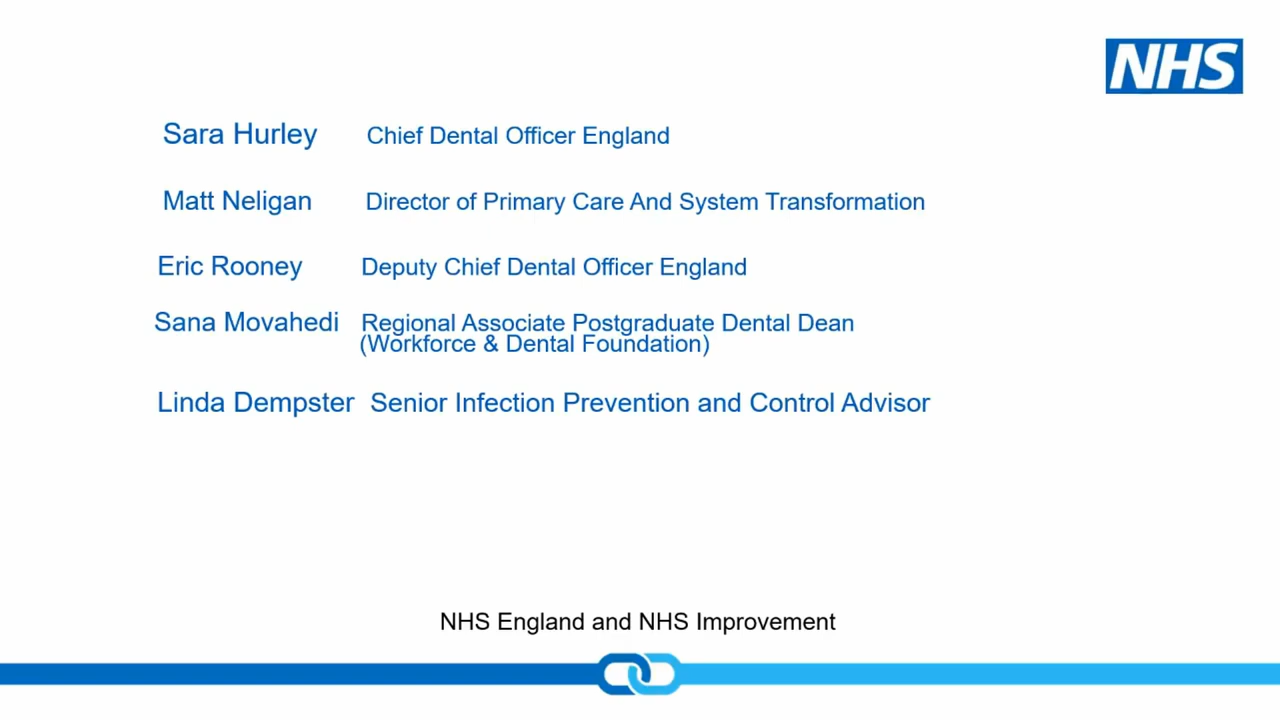 NHS
Sara Hurley Chief Dental Officer England
Matt Neligan Director of Primary Care And System Transformation
Eric Rooney Deputy Chief Dental Officer England
Sana Movahedi Regional Associate Postgraduate Dental Dean
(Workforce & Dental Foundation)
Linda Dempster Senior Infection Prevention and Control Advisor
NHS England and NHS Improvement